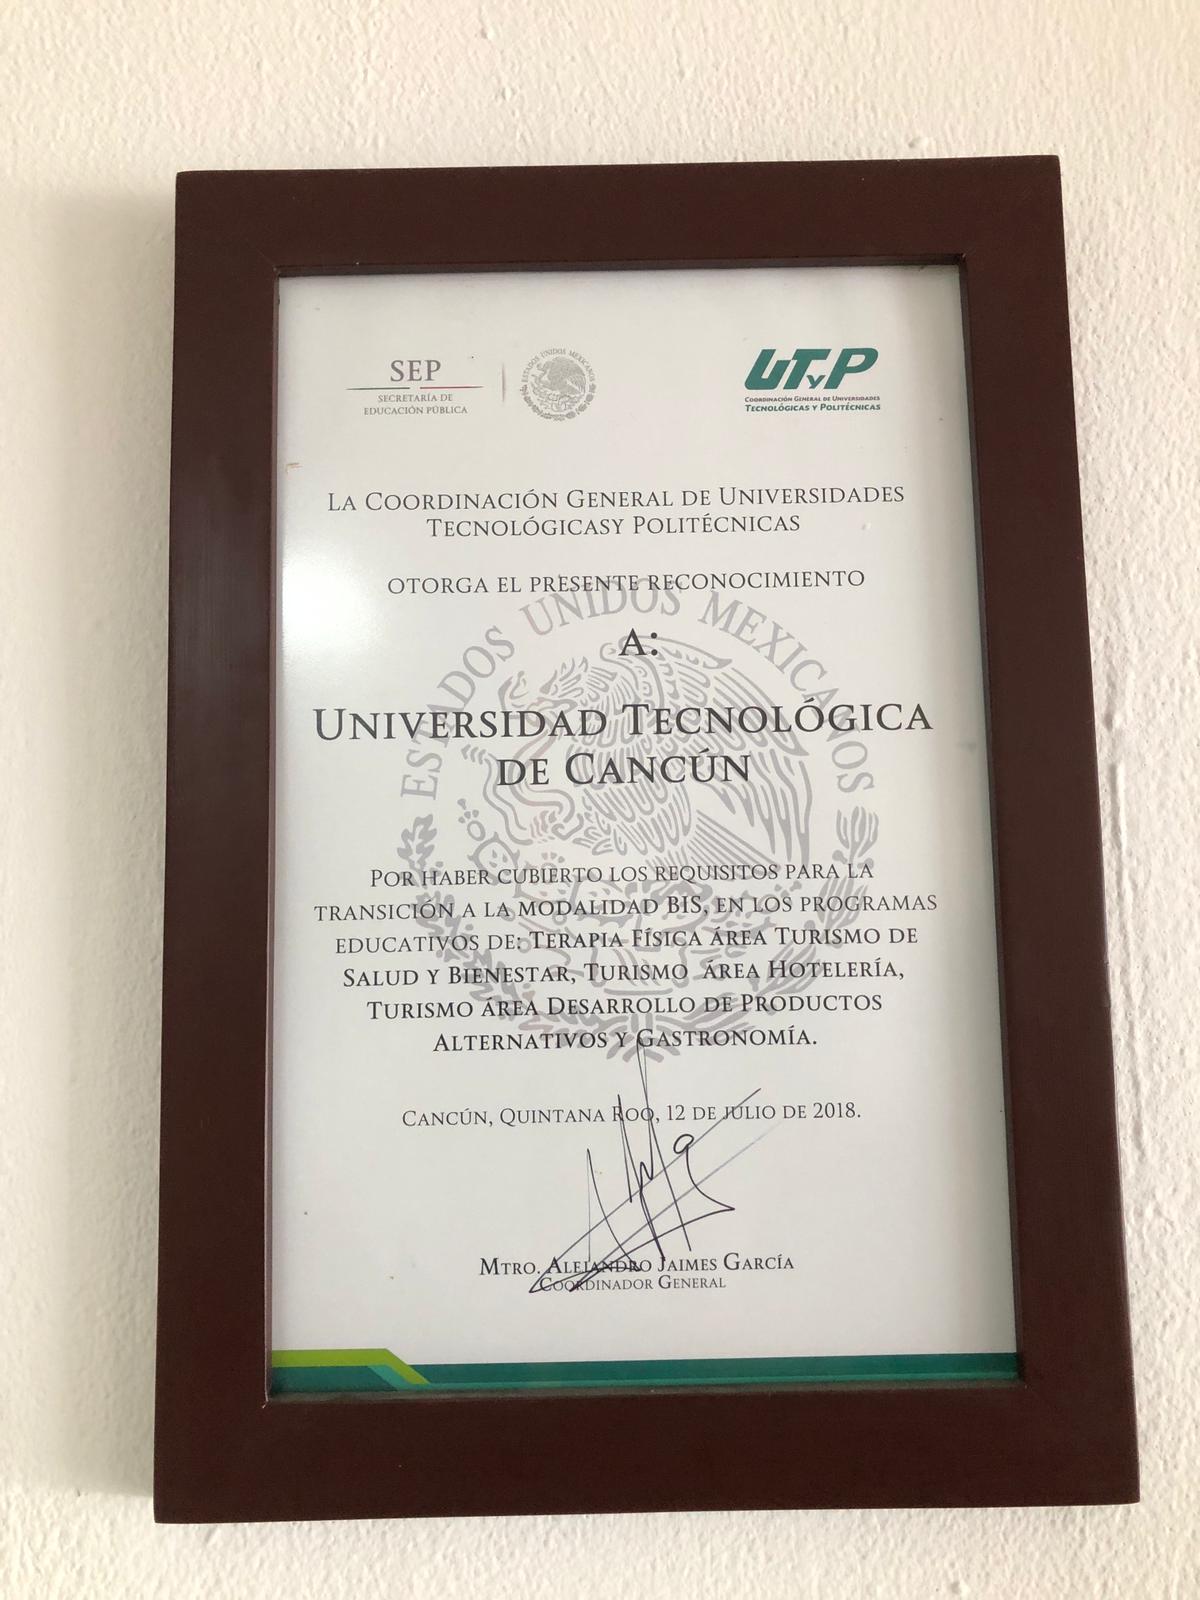 SEP
SECRETARÍA DE
EDUCACIÓN PÚBLICA
ESTADOS UNIDOS MEXICANOS
UTyP
COORDINACIÓN GENERAL DE UNIVERSIDADES
TECNOLÓGICAS Y POLITÉCNICAS
LA COORDINACIÓN GENERAL DE UNIVERSIDADES
TECNOLÓGICASY POLITÉCNICAS
OTORGA EL PRESENTE RECONOCIMIENTO
ESTADOS UNIDOS MEXICANOS
A:
UNIVERSIDAD TECNOLÓGICA
DE CANCÚN
POR HABER CUBIERTO LOS REQUISITOS PARA LA
TRANSICIÓN A LA MODALIDAD BIS, EN LOS PROGRAMAS
EDUCATIVOS DE: TERAPIA FÍSICA ÁREA TURISMO DE
SALUD Y BIENESTAR, TURISMO ÁREA HOTELERÍA,
TURISMO ÁREA DESARROLLO DE PRODUCTOS
ALTERNATIVOS Y GASTRONOMÍA.
CANCÚN, QUINTANA ROO, 12 DE JULIO DE 2018.
MTRO. ALEJANDRO JAIMES GARCÍA
COORDINADOR GENERAL